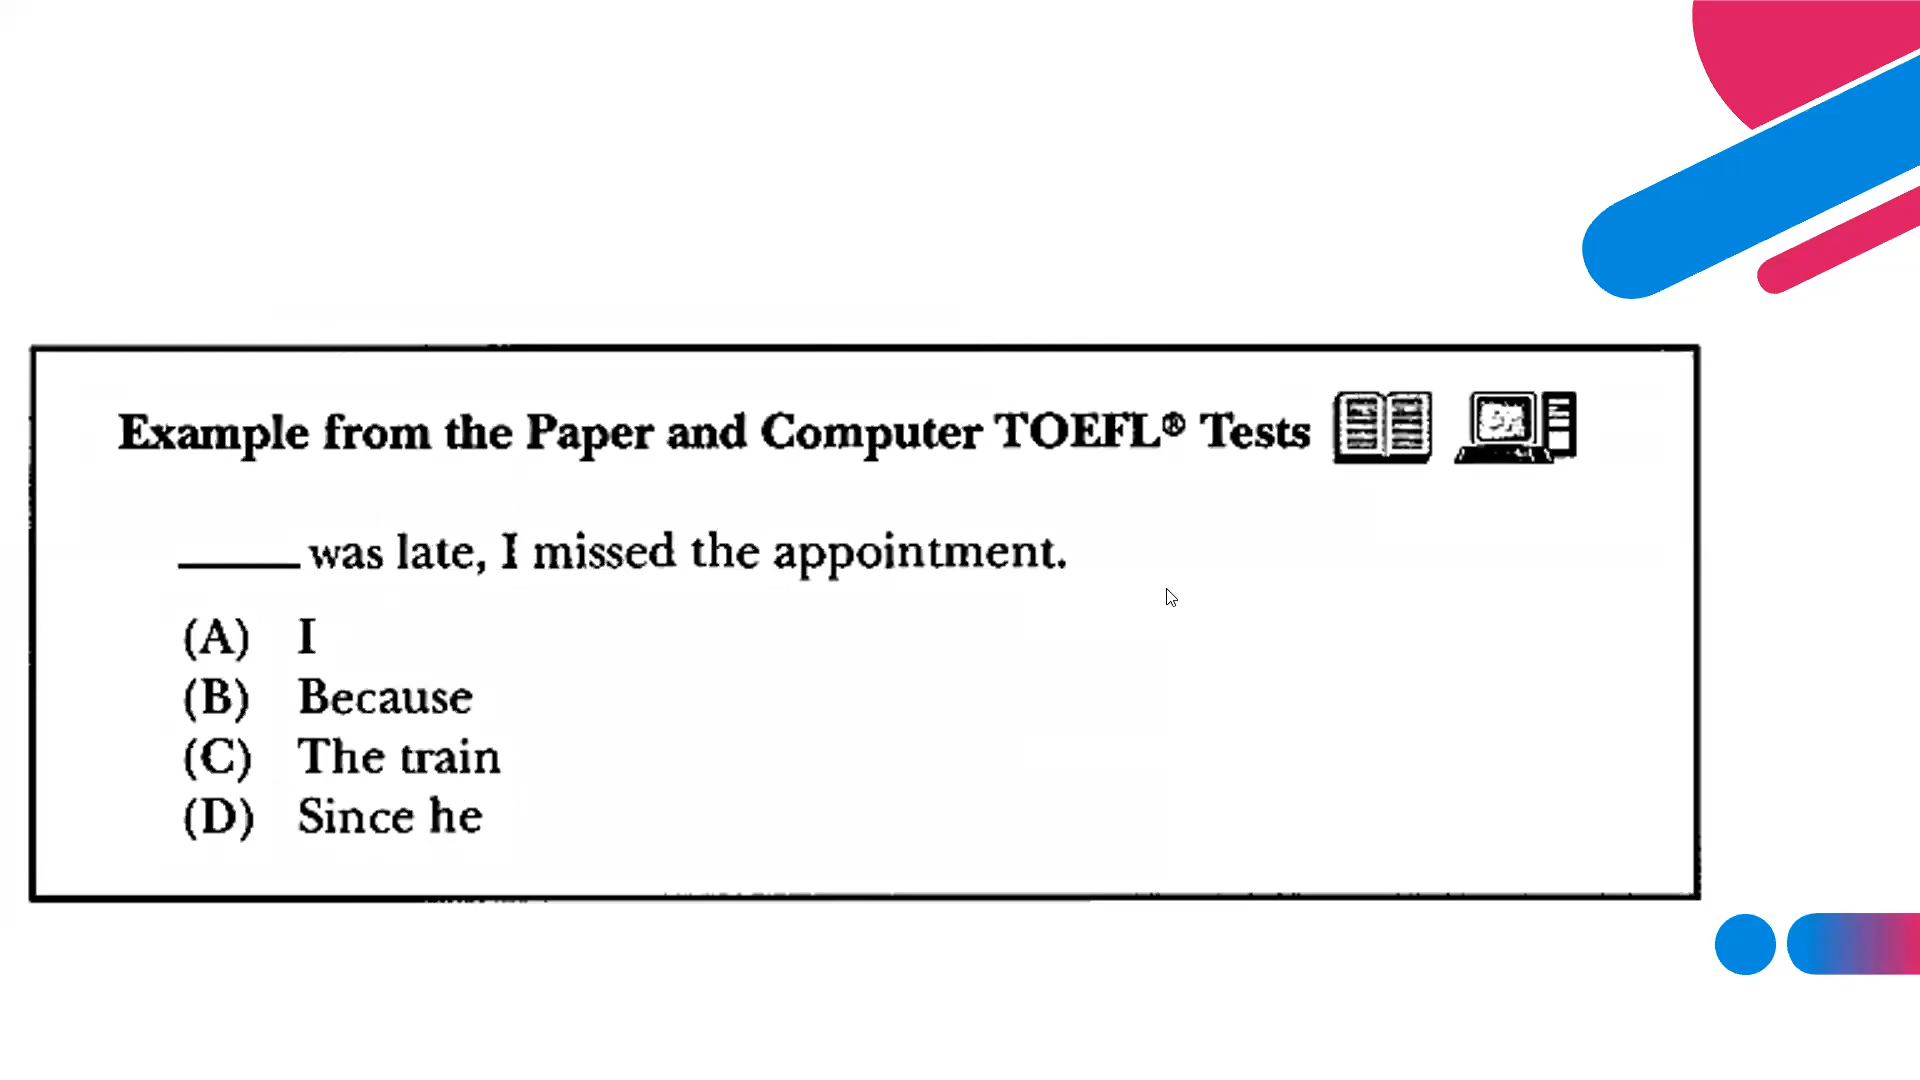 Example from the Paper and Computer TOEFL® Tests
_____ was late, I missed the appointment.
(A) I
(B) Because
(C) The train
(D) Since he